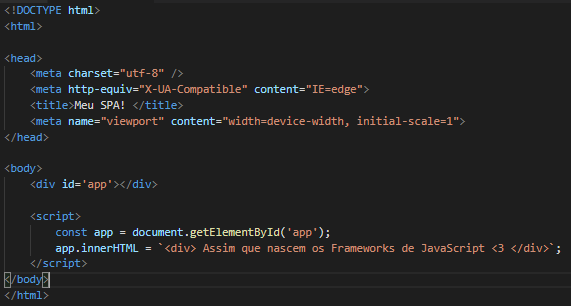 <!DOCTYPE html>
<html>
<head>
<meta charset="utf-8" />
<meta http-equiv="X-UA-Compatible" content="IE=edge">
<title>Meu SPA! </title>
<meta name="viewport" content="width=device-width, initial-scale=1">
</head>
<body>
<div id='app'></div>
<script>
const app = document.getElementById('app');
app.innerHTML = `<div> Assim que nascem os Frameworks de JavaScript <3 </div>`;
</script>
</body>
</html>